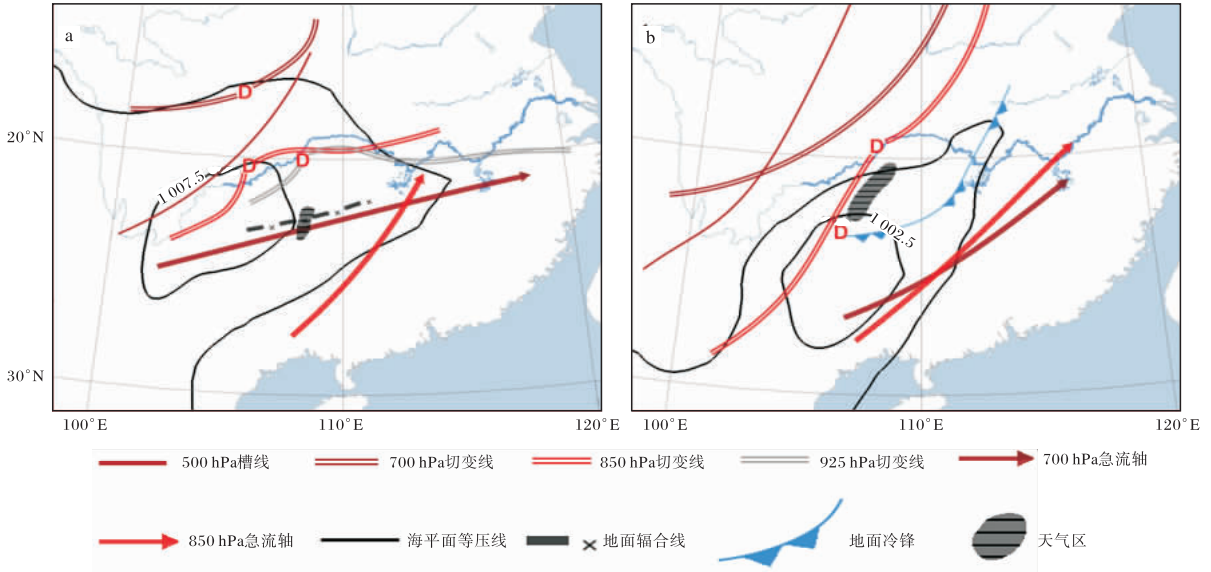 a
b
D
D
20°N
D
D
D
1 007.5
1 002.5
30°N
100°E
110°E
120°E
100°E
110°E
120°E
500 hPa槽线
700 hPa切变线
850 hPa切变线
925 hPa切变线
700 hPa急流轴
850 hPa急流轴
海平面等压线
地面辐合线
地面冷锋
天气区